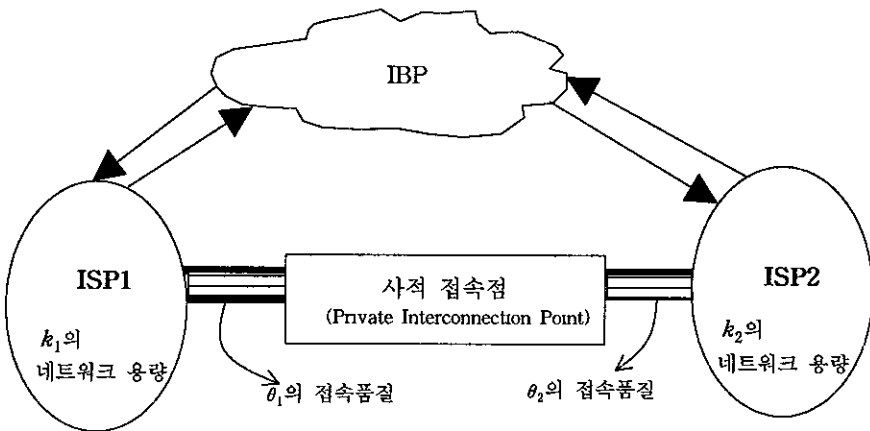 IBP
ISP1
k₁의
네트워크 용량
사적 접속점
(Private Interconnection Point)
ISP2
k₂의
네트워크 용량
θ₁의 접속품질
θ₂의 접속품질